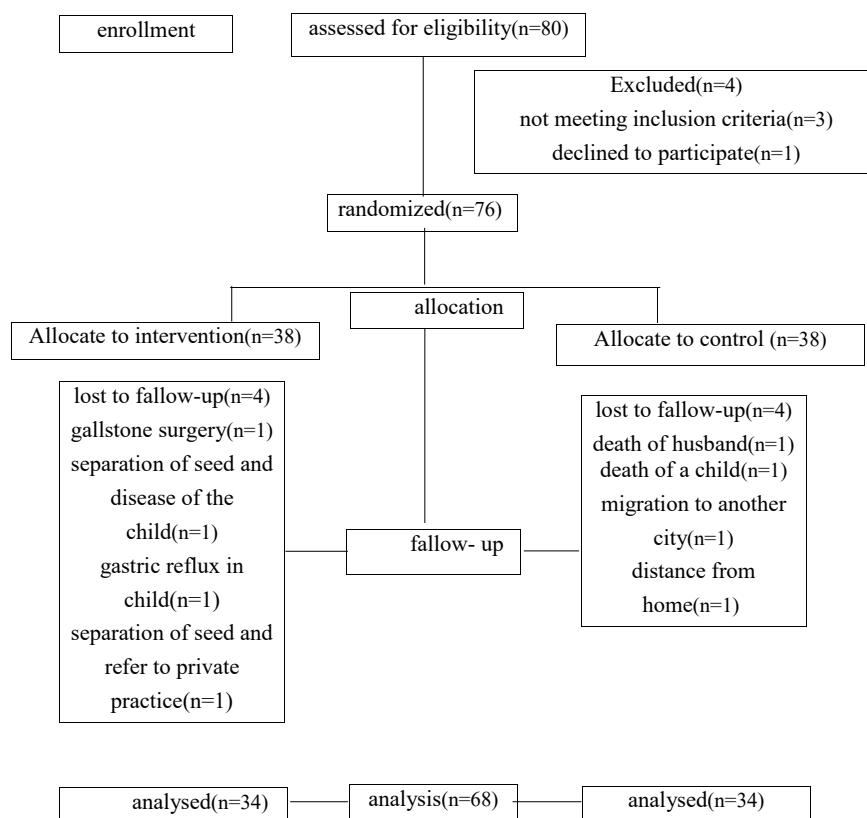 enrollment
assessed for eligibility(n=80)
Excluded(n=4)
not meeting inclusion criteria(n=3)
declined to participate(n=1)
randomized(n=76)
allocation
Allocate to intervention(n=38)
Allocate to control (n=38)
lost to fallow-up(n=4)
gallstone surgery(n=1)
separation of seed and
disease of the
child(n=1)
gastric reflux in
child(n=1)
separation of seed and
refer to private
practice(n=1)
fallow- up
lost to fallow-up(n=4)
death of husband(n=1)
death of a child(n=1)
migration to another
city(n=1)
distance from
home(n=1)
analysed(n=34)
analysis(n=68)
analysed(n=34)